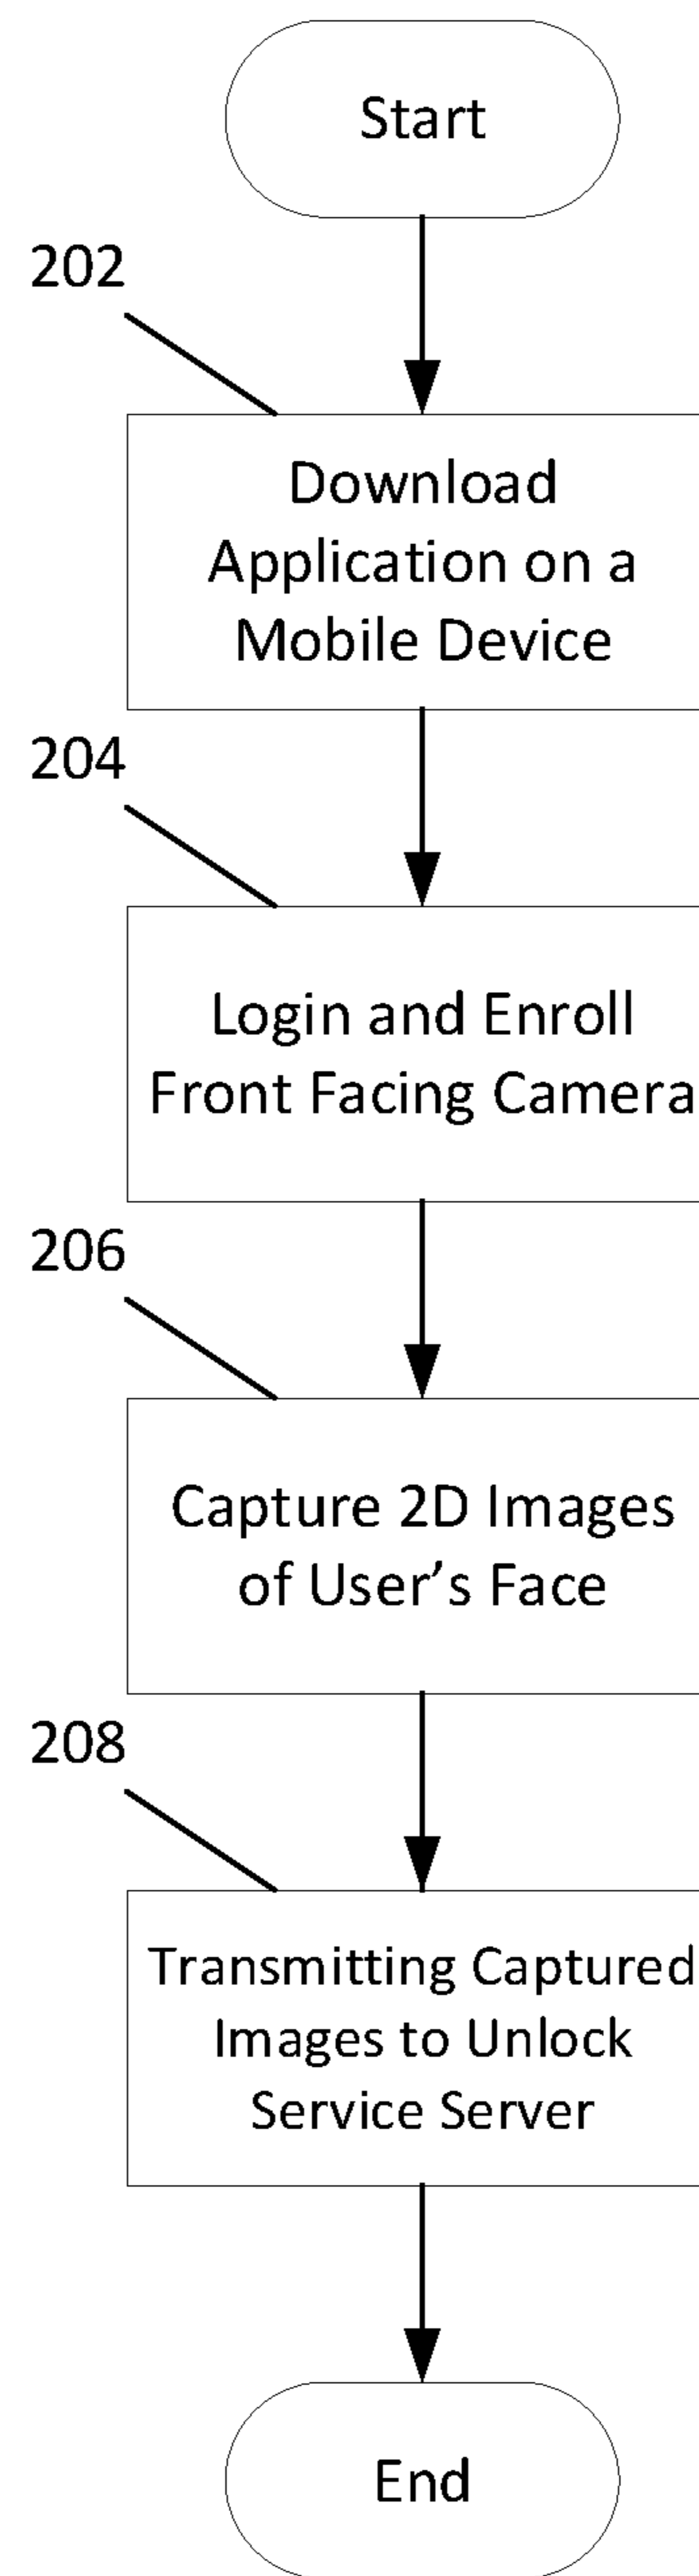 Start
202
Download
Application on a
Mobile Device
204
Login and Enroll
Front Facing Camera
206
Capture 2D Images
of User's Face
208
Transmitting Captured
Images to Unlock
Service Server
End